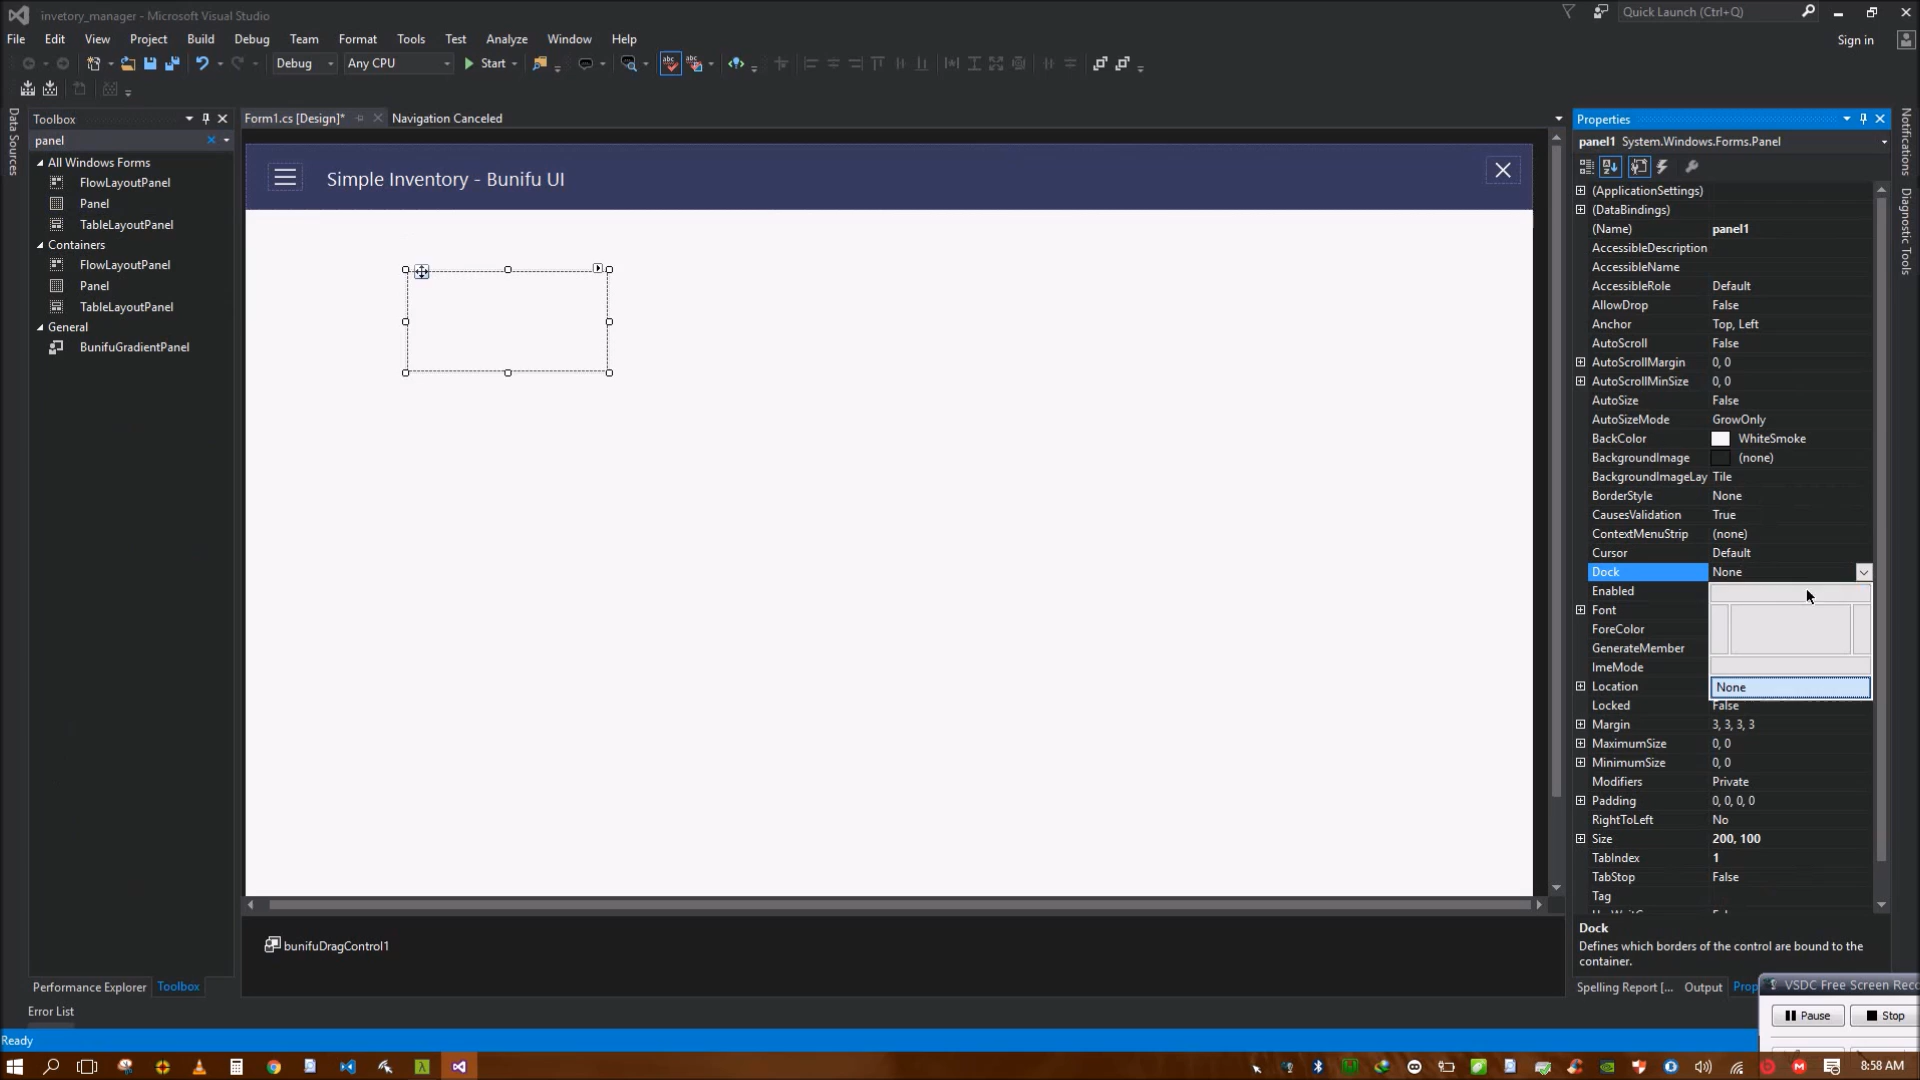 invetory_manager - Microsoft Visual Studio
Quick Launch (Ctrl+Q)
File Edit View Project Build Debug Team Format Tools Test Analyze Window Help
Sign in
Debug Any CPU Start
Toolbox
panel
All Windows Forms
FlowLayoutPanel
Panel
TableLayoutPanel
Containers
FlowLayoutPanel
Panel
TableLayoutPanel
General
BunifuGradientPanel
Data Sources
Form1.cs [Design]* Navigation Canceled
Simple Inventory - Bunifu UI
bunifuDragControl1
Properties
panel1 System.Windows.Forms.Panel
(ApplicationSettings)
(DataBindings)
(Name) panel1
AccessibleDescription
AccessibleName
AccessibleRole Default
AllowDrop False
Anchor Top, Left
AutoScroll False
AutoScrollMargin 0, 0
AutoScrollMinSize 0, 0
AutoSize False
AutoSizeMode GrowOnly
BackColor WhiteSmoke
BackgroundImage (none)
BackgroundImageLay Tile
BorderStyle None
CausesValidation True
ContextMenuStrip (none)
Cursor Default
Dock None
Enabled
Font
ForeColor
GenerateMember
ImeMode
Location None
Locked False
Margin 3, 3, 3, 3
MaximumSize 0, 0
MinimumSize 0, 0
Modifiers Private
Padding 0, 0, 0, 0
RightToLeft No
Size 200, 100
TabIndex 1
TabStop False
Tag
Dock
Defines which borders of the control are bound to the
container.
Notifications
Diagnostic Tools
Performance Explorer Toolbox
Spelling Report [... Output Prop
VSDC Free Screen Reco
Pause Stop
Error List
Ready
8:58 AM